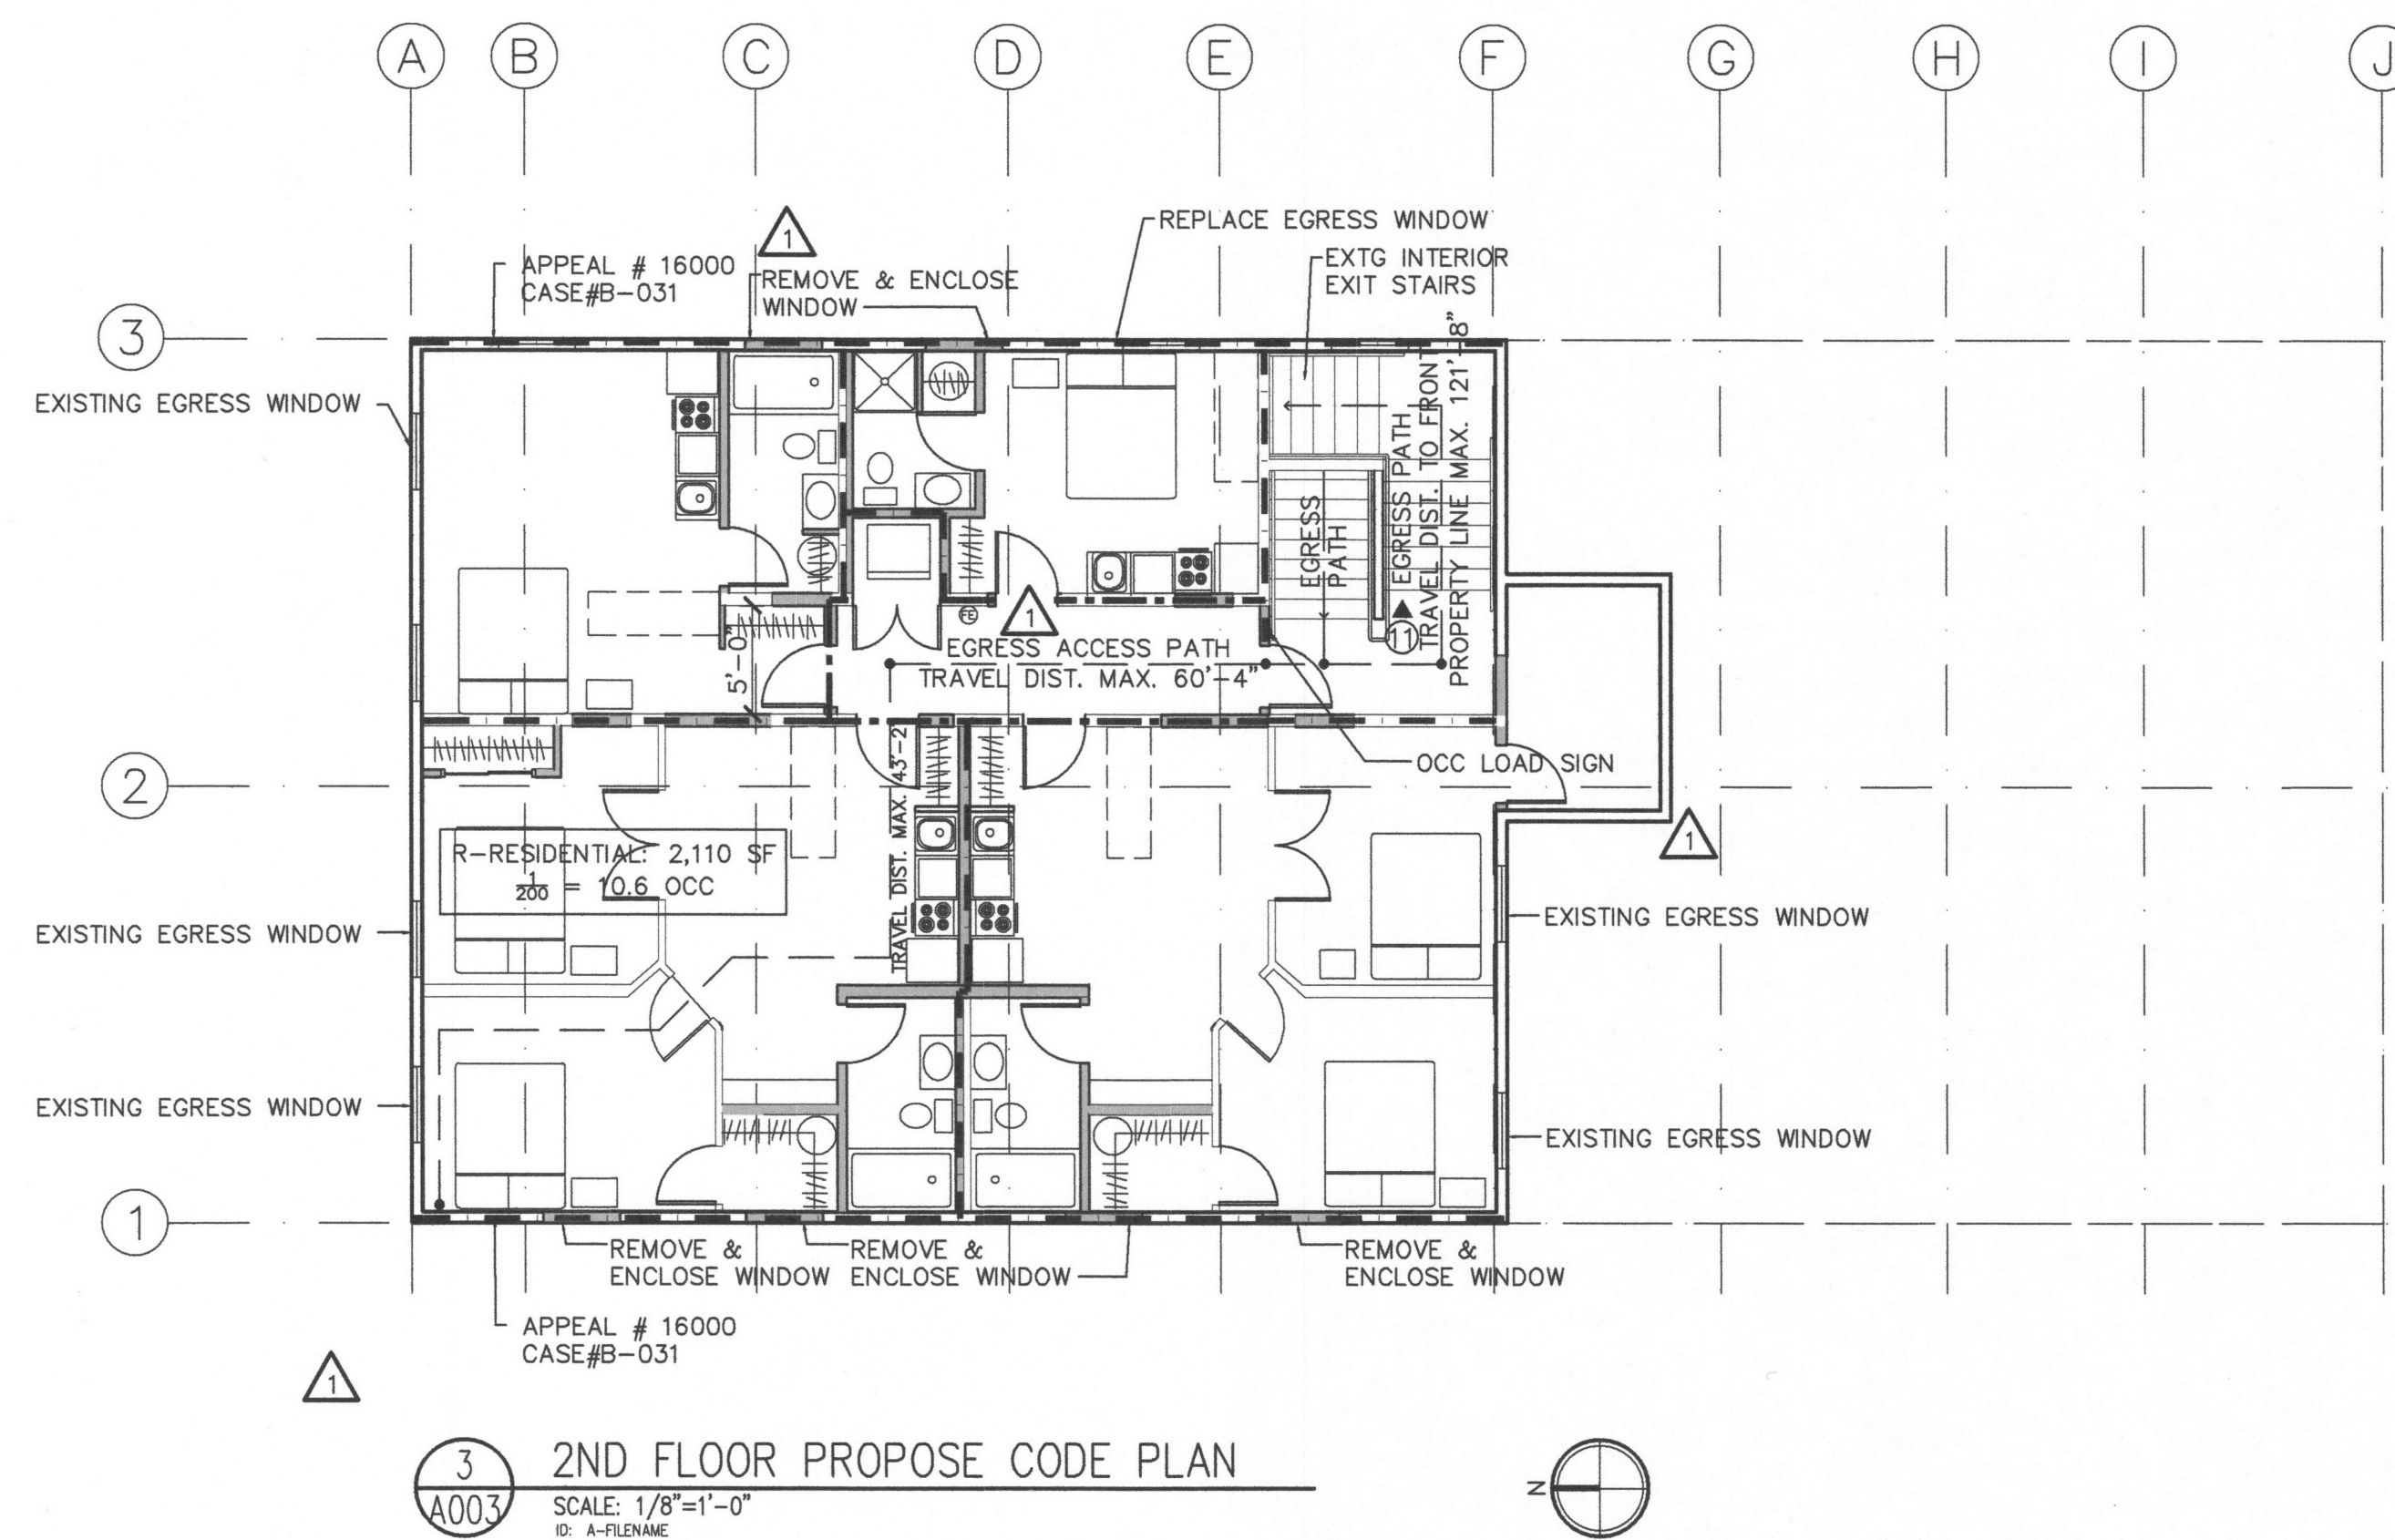 A B C D E F G H I J
1
REPLACE EGRESS WINDOW
EXTG INTERIOR
EXIT STAIRS
APPEAL # 16000
CASE#B-031
REMOVE & ENCLOSE
WINDOW
3
EXISTING EGRESS WINDOW
EGRESS
PATH
EGRESS PATH
TRAVEL DIST. TO FRONT
PROPERTY LINE MAX. 121'-8"
11
FE
1
EGRESS ACCESS PATH
TRAVEL DIST. MAX. 60'-4"
5'-0"
OCC LOAD SIGN
2
TRAVEL DIST. MAX. 43'-2
R-RESIDENTIAL: 2,110 SF
1/200 = 10.6 OCC
1
EXISTING EGRESS WINDOW
EXISTING EGRESS WINDOW
EXISTING EGRESS WINDOW
EXISTING EGRESS WINDOW
1
REMOVE &
ENCLOSE WINDOW
REMOVE &
ENCLOSE WINDOW
REMOVE &
ENCLOSE WINDOW
APPEAL # 16000
CASE#B-031
1
3
A003
2ND FLOOR PROPOSE CODE PLAN
SCALE: 1/8"=1'-0"
ID: A-FILENAME
N